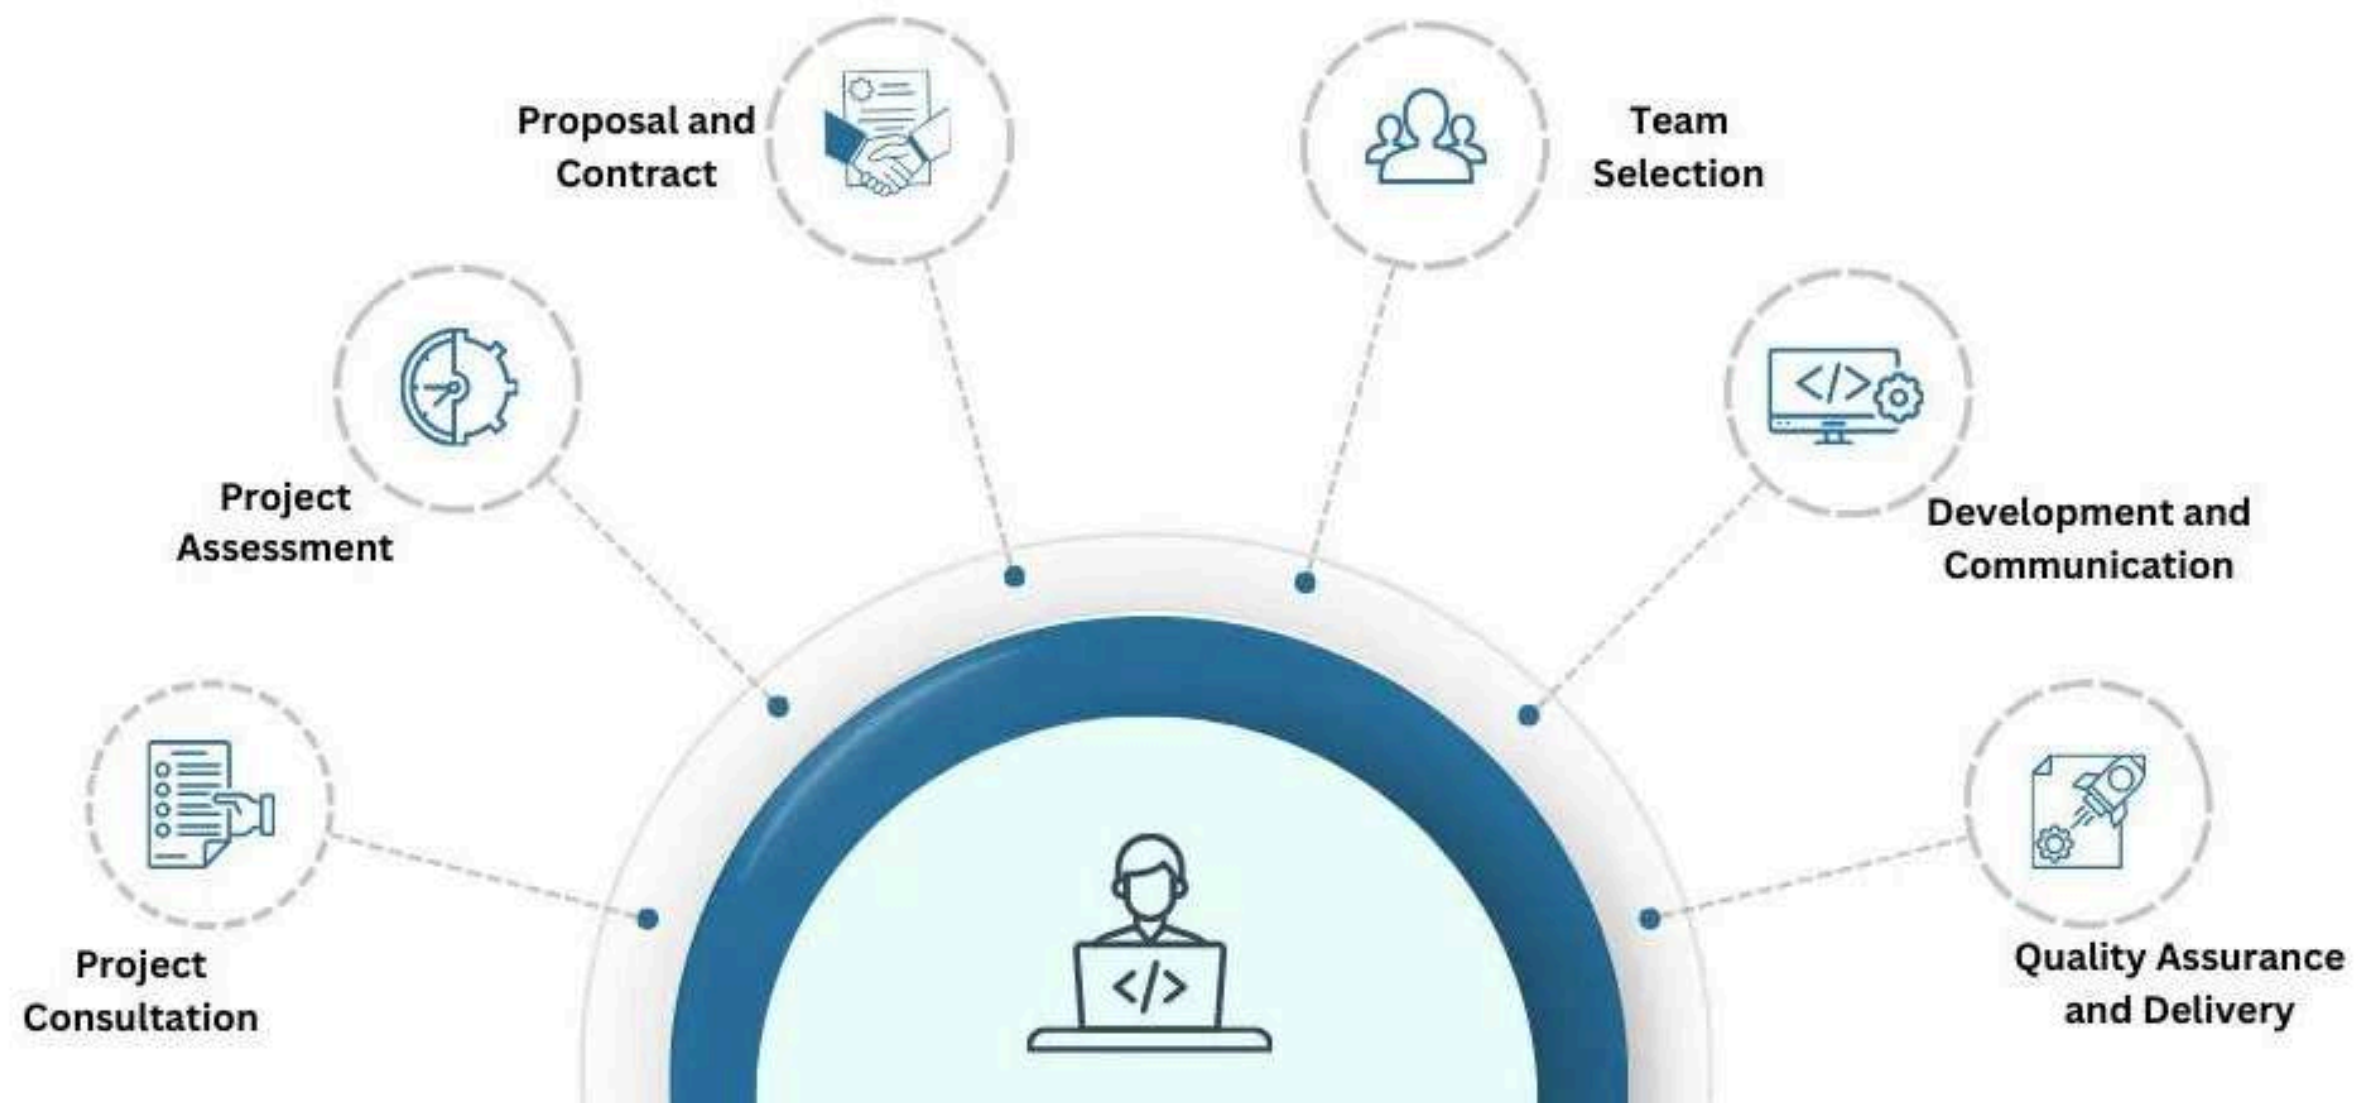 Proposal and
Contract
Team
Selection
Project
Assessment
Development and
Communication
Project
Consultation
Quality Assurance
and Delivery